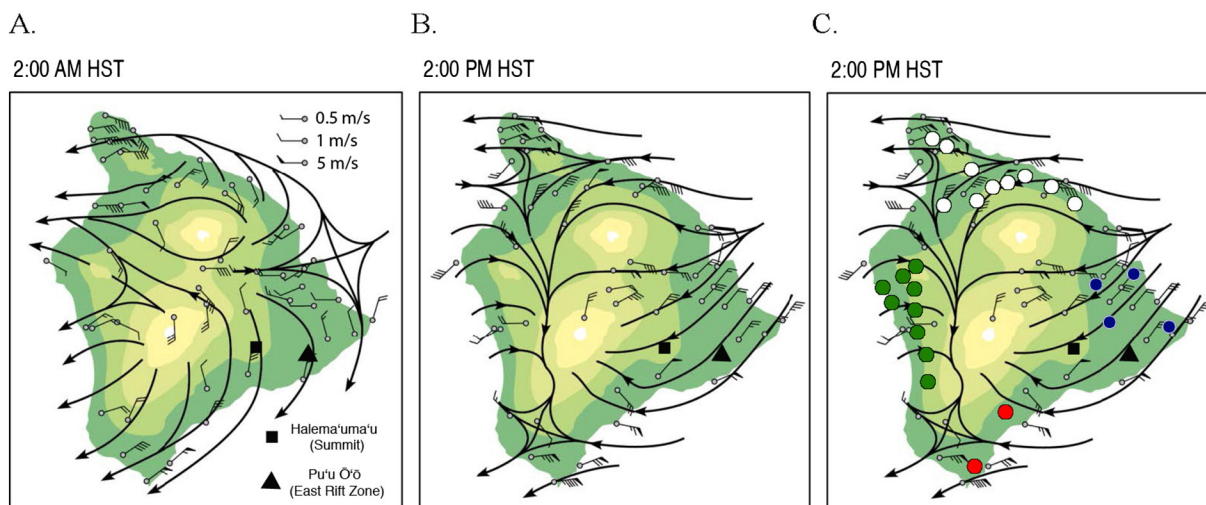 A.
B.
C.
2:00 AM HST
2:00 PM HST
2:00 PM HST
0.5 m/s
1 m/s
5 m/s
Halemaʻumaʻu
(Summit)
Puʻu ʻŌʻō
(East Rift Zone)